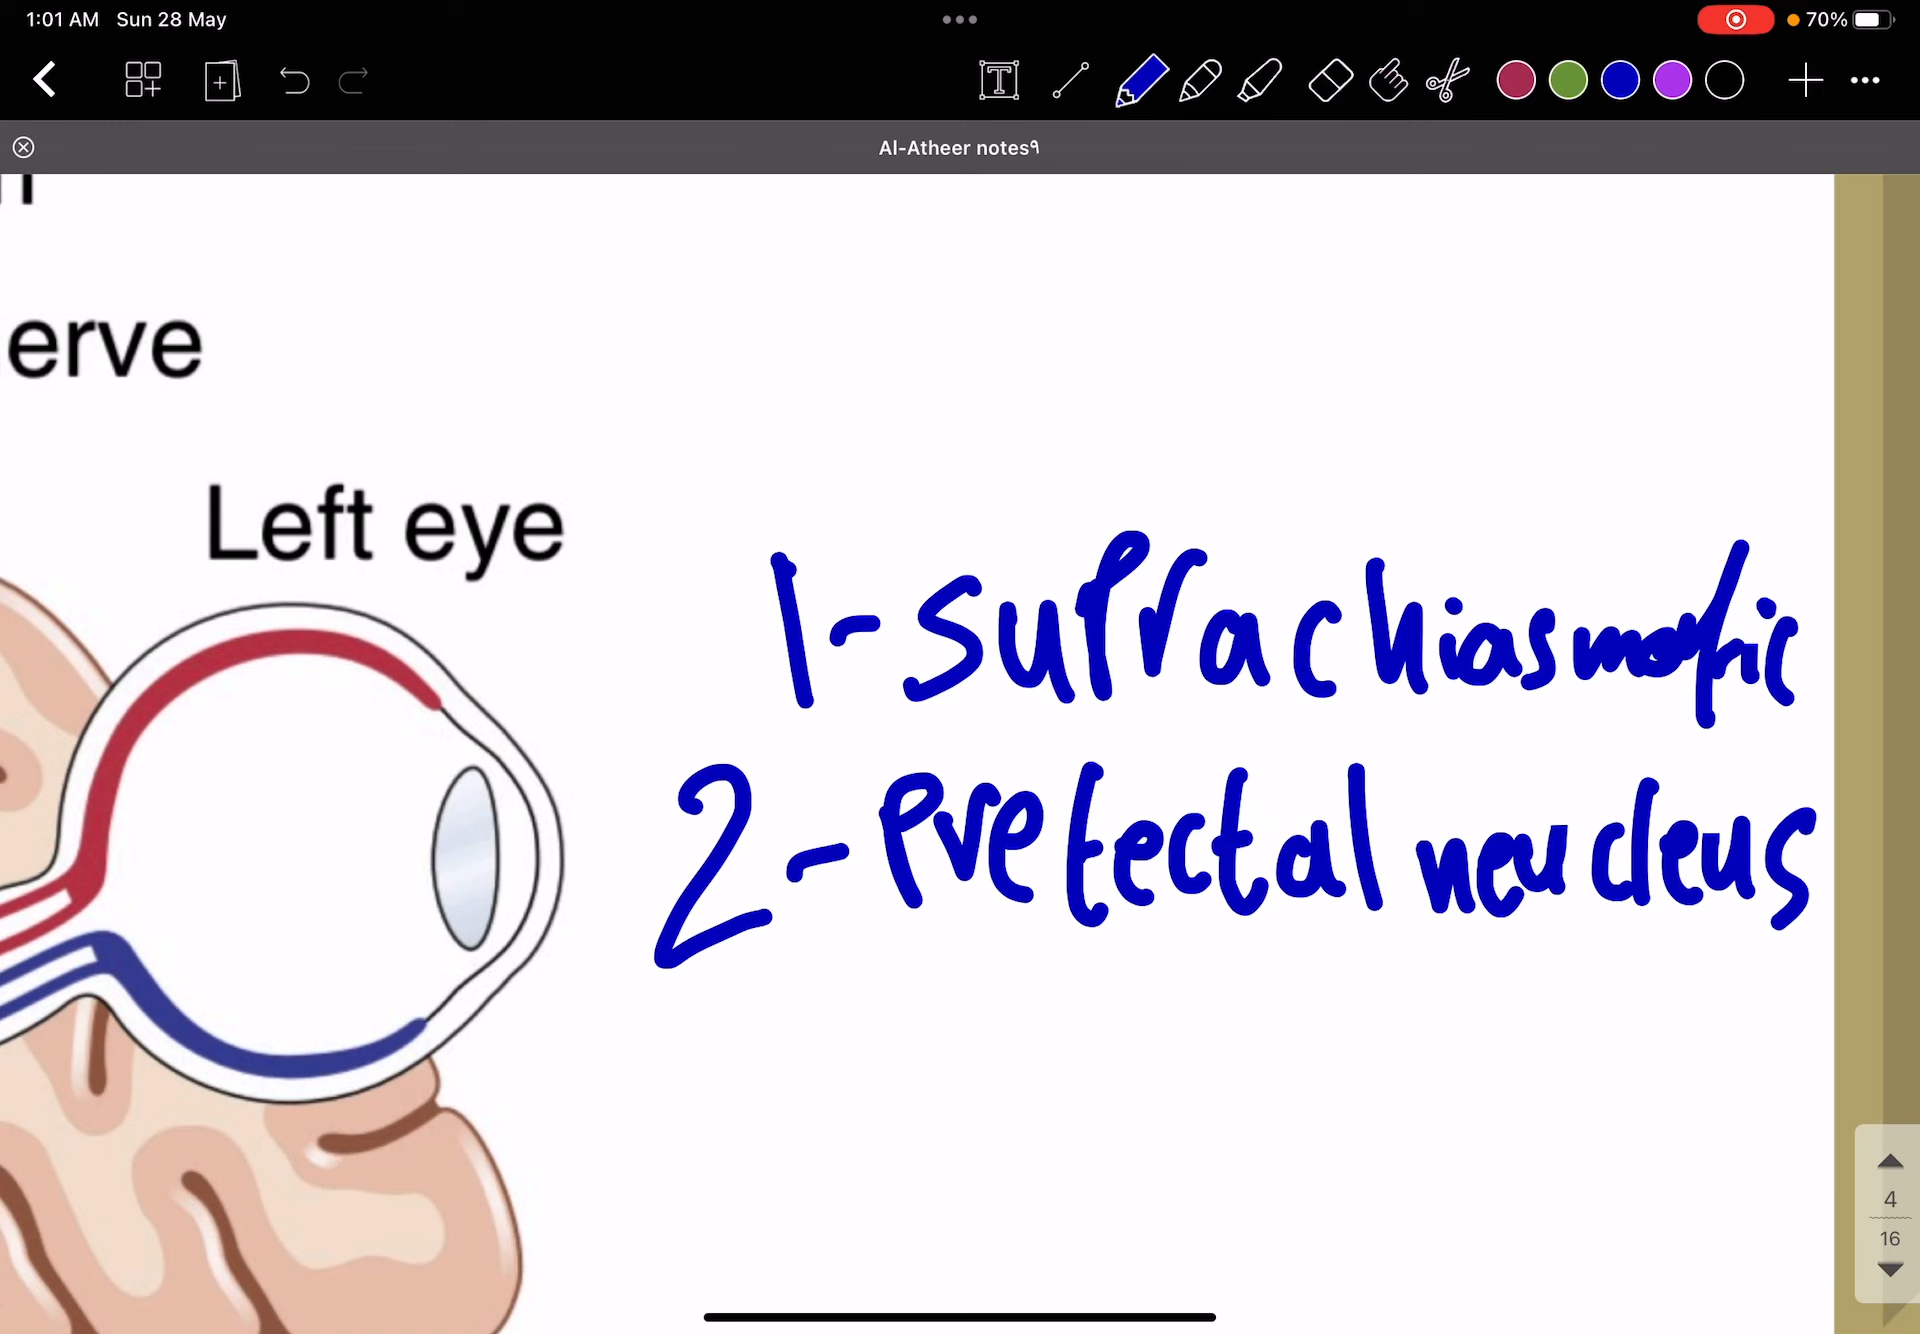 1:01 AM Sun 28 May
70%
T
Al-Atheer notes٩
erve
Left eye
1-suprachiasmatic
2-Pretectal neucleus
4
16